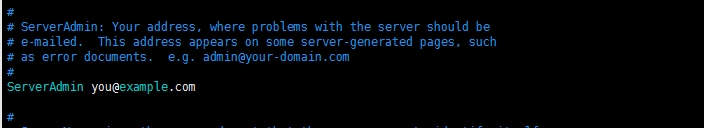 #
# ServerAdmin: Your address, where problems with the server should be
# e-mailed.  This address appears on some server-generated pages, such
# as error documents.  e.g. admin@your-domain.com
#
ServerAdmin you@example.com
#